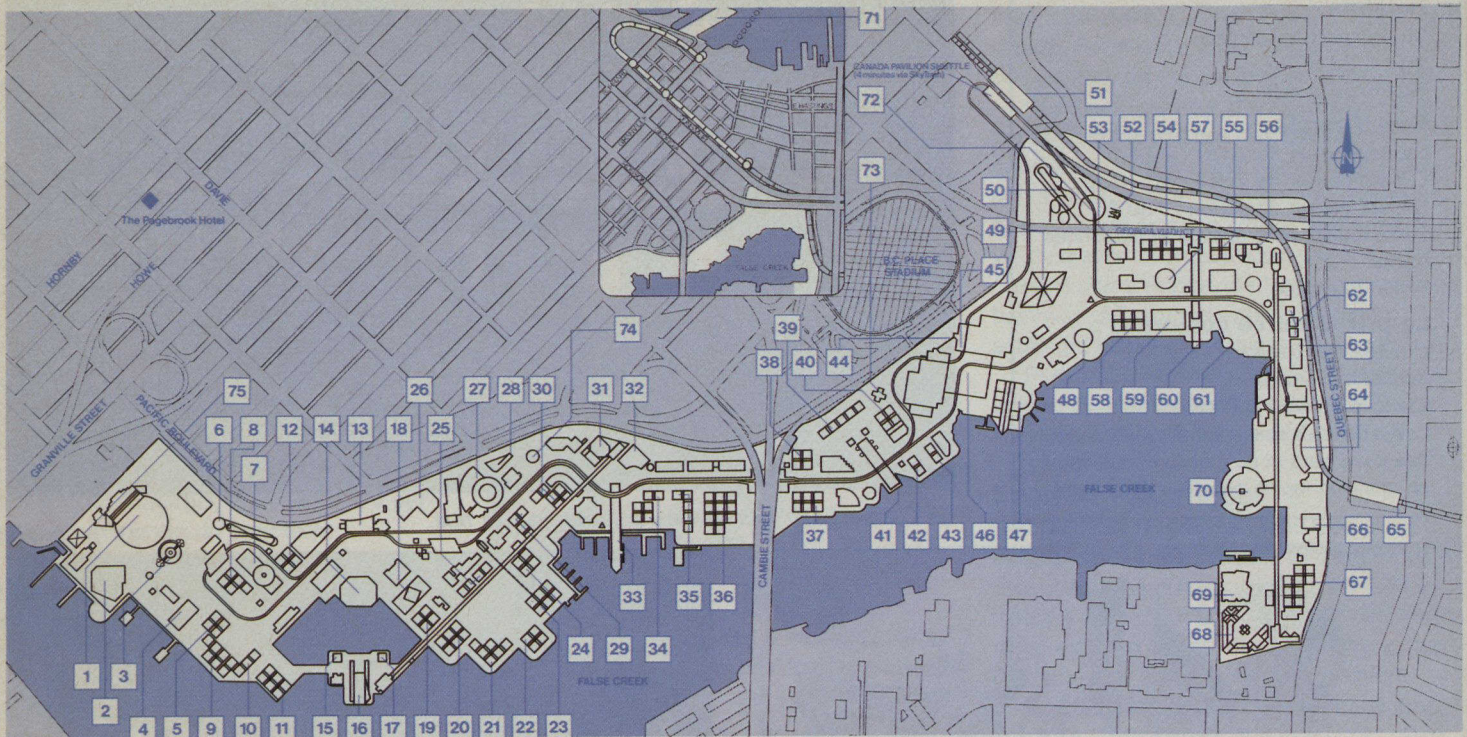 71
CANADA PAVILION SHUTTLE
(4 minutes via Skytrain)
E HASTINGS
51
72
53 52 54 57 55 56
DAVIE
The Pagebrook Hotel
73
50
GEORGIA VIADUCT
49
HORNBY
HOWE
B.C. PLACE
STADIUM
45
FALSE CREEK
62
39
74
38 40 44
63
QUEBEC STREET
75
26 27 28 30 31 32
48 58 59 60 61
64
PACIFIC BOULEVARD
GRANVILLE STREET
6 8 12 14 13 18 25
7
FALSE CREEK
70
CAMBIE STREET
37 41 42 43 46 47
66 65
33 35 36
67
69
24 29 34
68
1 3
FALSE CREEK
2
4 5 9 10 11 15 16 17 19 20 21 22 23